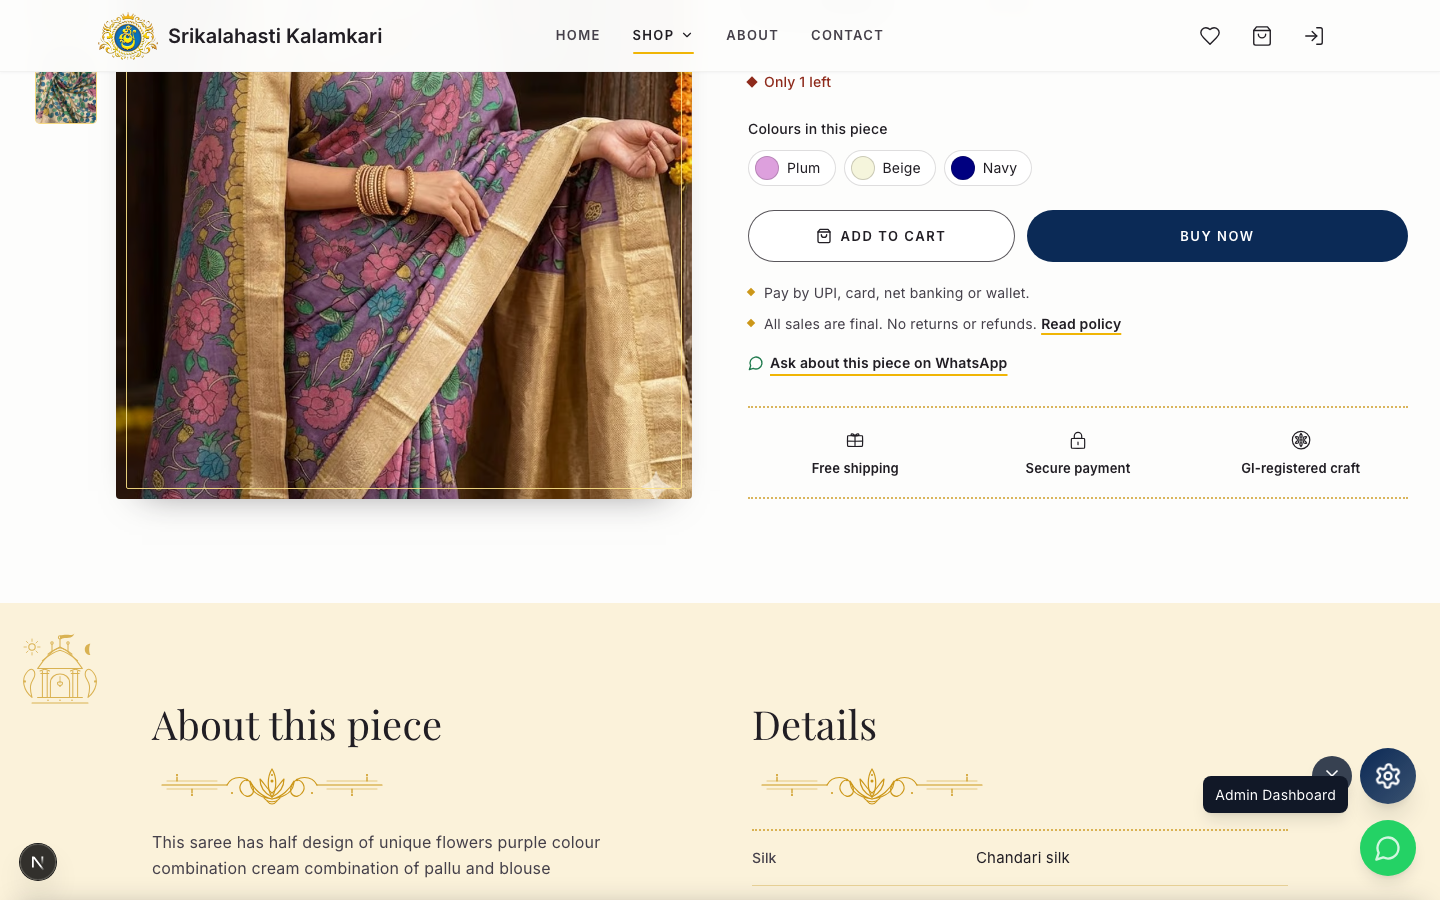 Srikalahasti Kalamkari
HOME
SHOP
ABOUT
CONTACT
Only 1 left
Colours in this piece
Plum
Beige
Navy
ADD TO CART
BUY NOW
Pay by UPI, card, net banking or wallet.
All sales are final. No returns or refunds. Read policy
Ask about this piece on WhatsApp
Free shipping
Secure payment
GI-registered craft
About this piece
This saree has half design of unique flowers purple colour
combination cream combination of pallu and blouse
Details
Silk
Chandari silk
Admin Dashboard
N